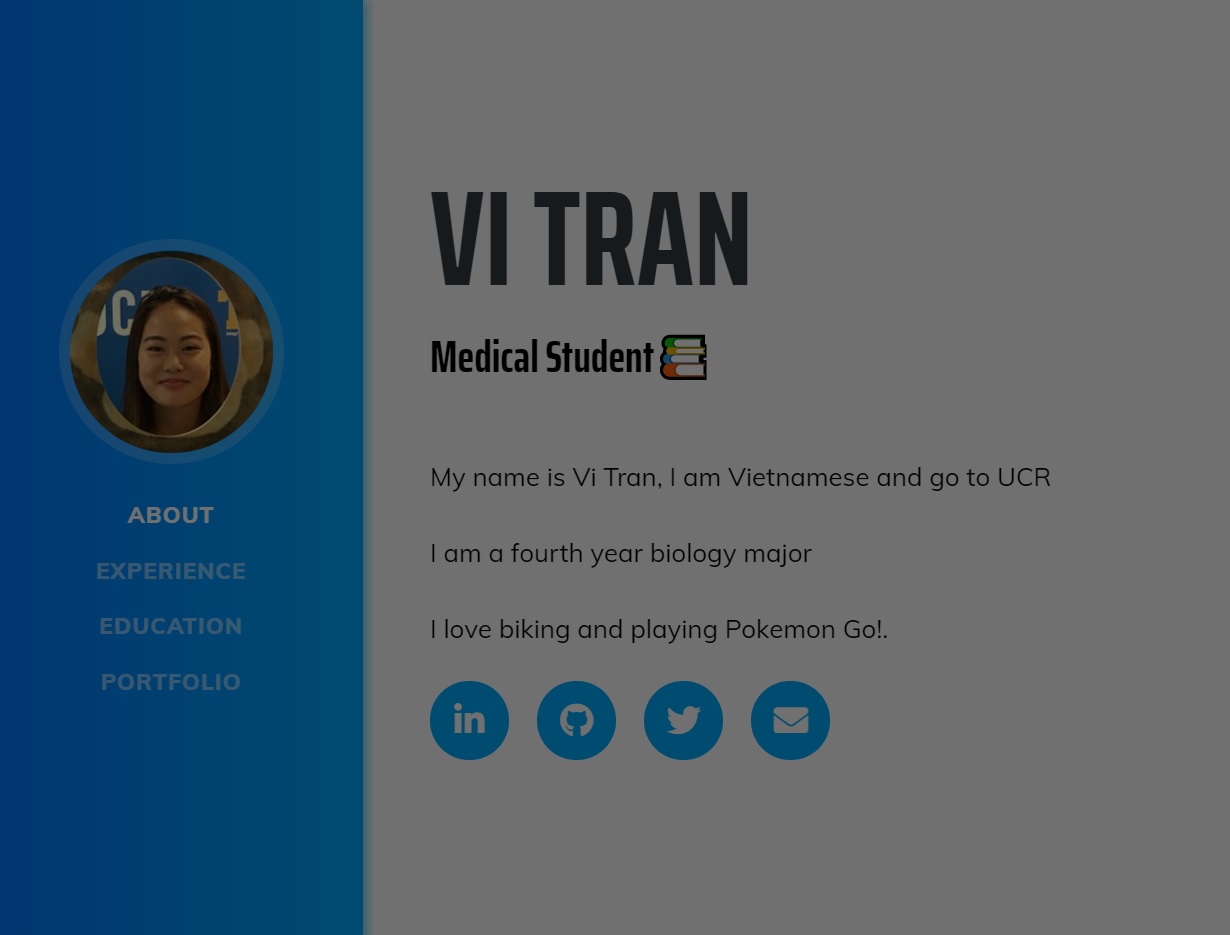 VI TRAN
Medical Student
My name is Vi Tran, I am Vietnamese and go to UCR
I am a fourth year biology major
I love biking and playing Pokemon Go!.
ABOUT
EXPERIENCE
EDUCATION
PORTFOLIO
in